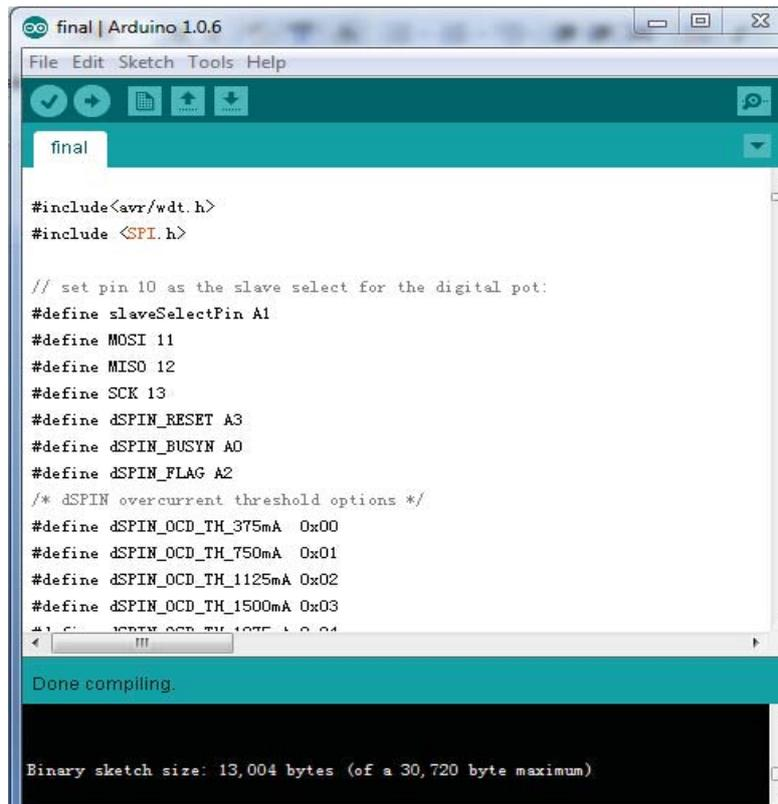 final | Arduino 1.0.6
File Edit Sketch Tools Help
final
#include<avr/wdt.h>
#include <SPI.h>
// set pin 10 as the slave select for the digital pot:
#define slaveSelectPin A1
#define MOSI 11
#define MISO 12
#define SCK 13
#define dSPIN_RESET A3
#define dSPIN_BUSYN A0
#define dSPIN_FLAG A2
/* dSPIN overcurrent threshold options */
#define dSPIN_OCD_TH_375mA  0x00
#define dSPIN_OCD_TH_750mA  0x01
#define dSPIN_OCD_TH_1125mA 0x02
#define dSPIN_OCD_TH_1500mA 0x03
Done compiling.
Binary sketch size: 13,004 bytes (of a 30,720 byte maximum)